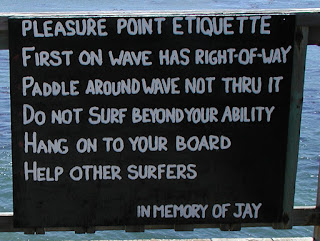 PLEASURE POINT ETIQUETTE
FIRST ON WAVE HAS RIGHT-OF-WAY
PADDLE AROUND WAVE NOT THRU IT
DO NOT SURF BEYOND YOUR ABILITY
HANG ON TO YOUR BOARD
HELP OTHER SURFERS
IN MEMORY OF JAY